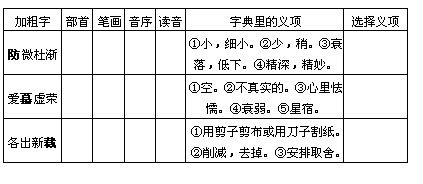 加粗字 部首 笔画 音序 读音 字典里的义项 选择义项
防微杜渐 ①小，细小。②少，稍。③衰
落，低下。④精深，精妙。
爱慕虚荣 ①空。②不真实的。③心里怯
懦。④衰弱。⑤星宿。
各出新裁 ①用剪子剪布或用刀子割纸。
②削减，去掉。③安排取舍。